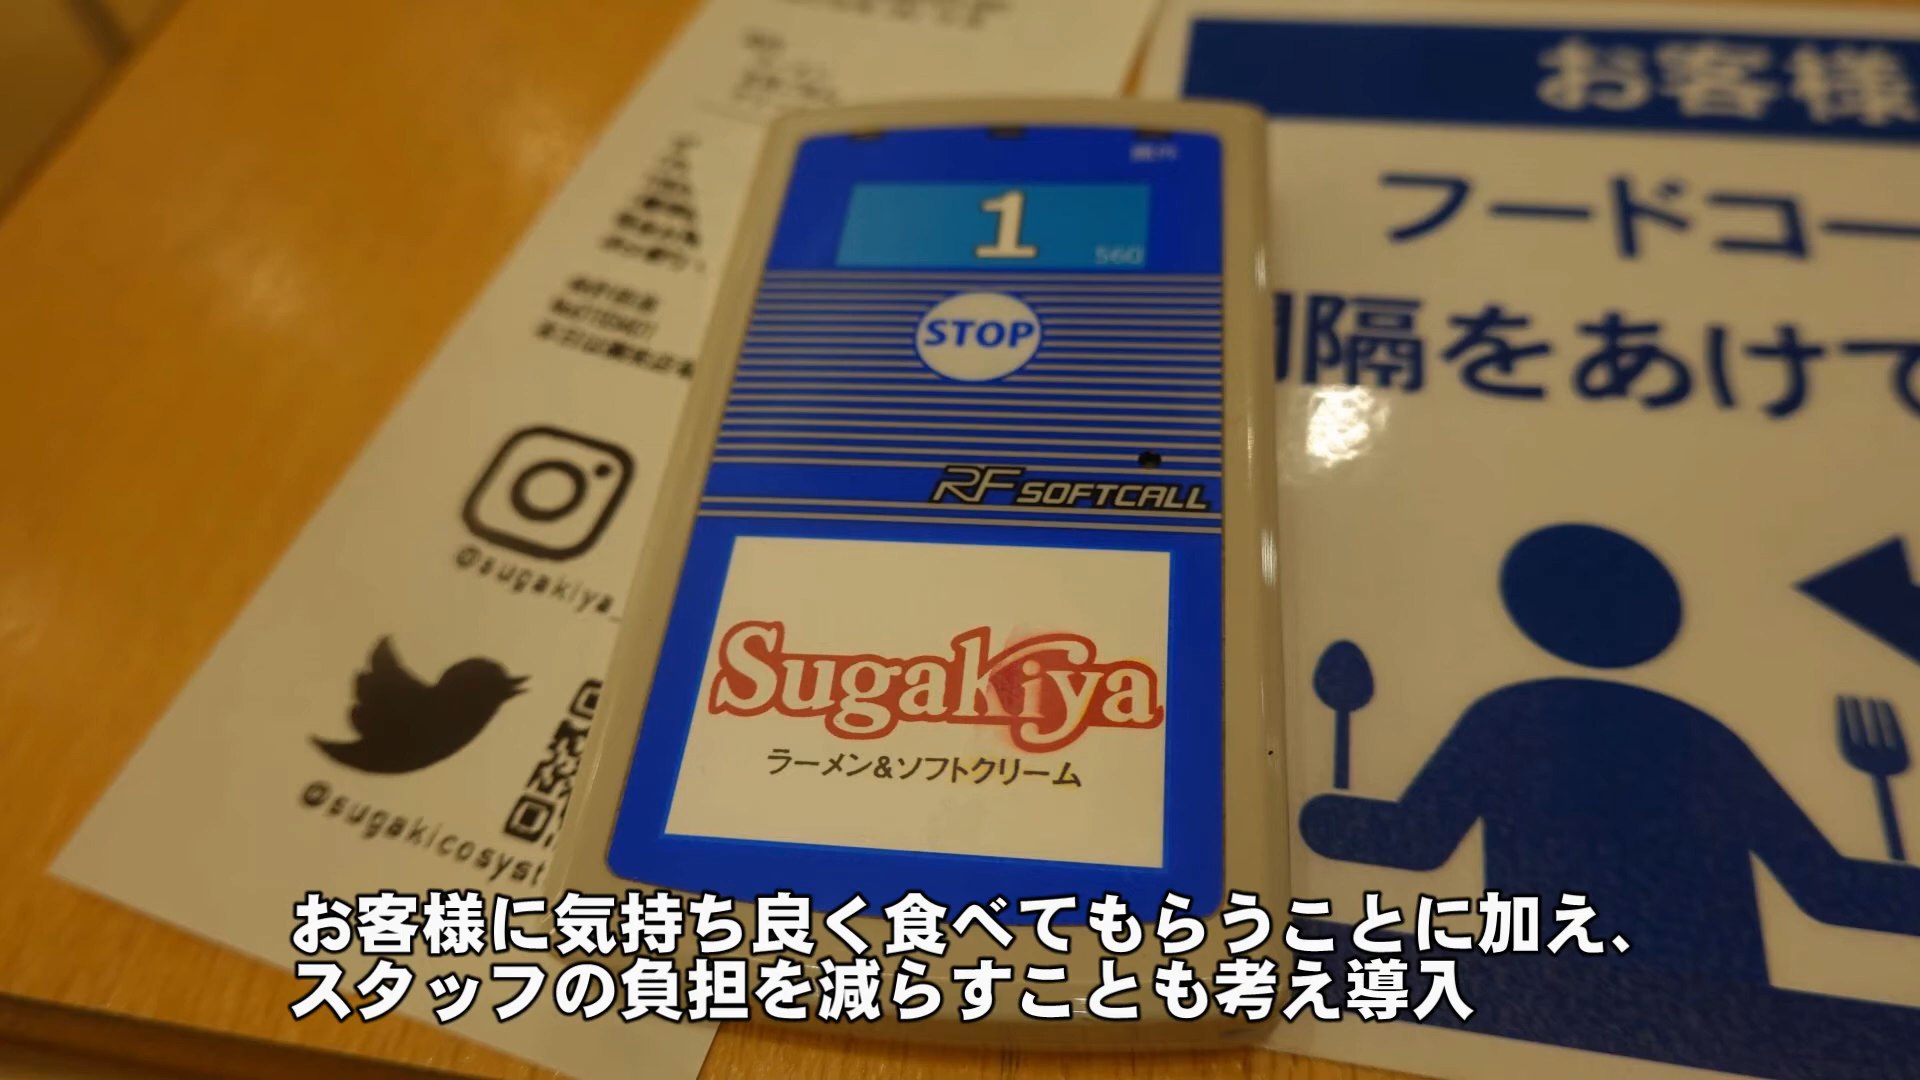 お客様
フードコー
間隔をあけて
1
560
STOP
RF SOFTCALL
Sugakiya
ラーメン&ソフトクリーム
@sugakiya_
@sugakicosyst
お客様に気持ち良く食べてもらうことに加え、
スタッフの負担を減らすことも考え導入